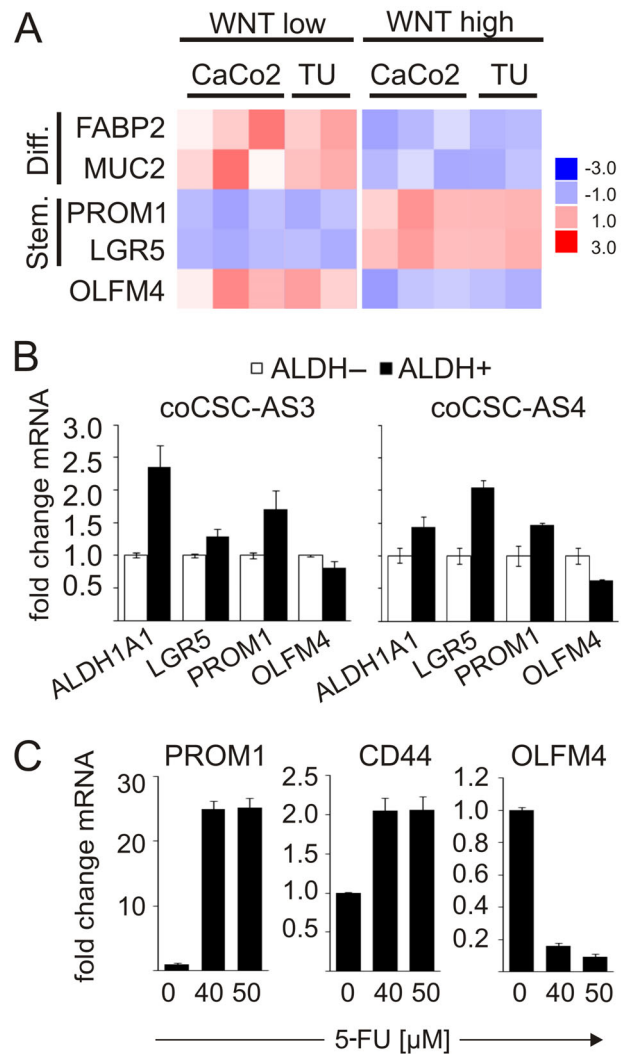 A
WNT low WNT high
CaCo2 TU CaCo2 TU
Diff.
FABP2
MUC2
Stem.
PROM1
LGR5
OLFM4
-3.0
-1.0
1.0
3.0
B
ALDH– ALDH+
coCSC-AS3 coCSC-AS4
fold change mRNA
3.0
2.5
2.0
1.5
1.0
0.5
ALDH1A1 LGR5 PROM1 OLFM4 ALDH1A1 LGR5 PROM1 OLFM4
C
PROM1 CD44 OLFM4
fold change mRNA
30
20
10
2.5
2.0
1.5
1.0
0.5
1.2
1.0
0.8
0.6
0.4
0.2
0 40 50 0 40 50 0 40 50
5-FU [µM]